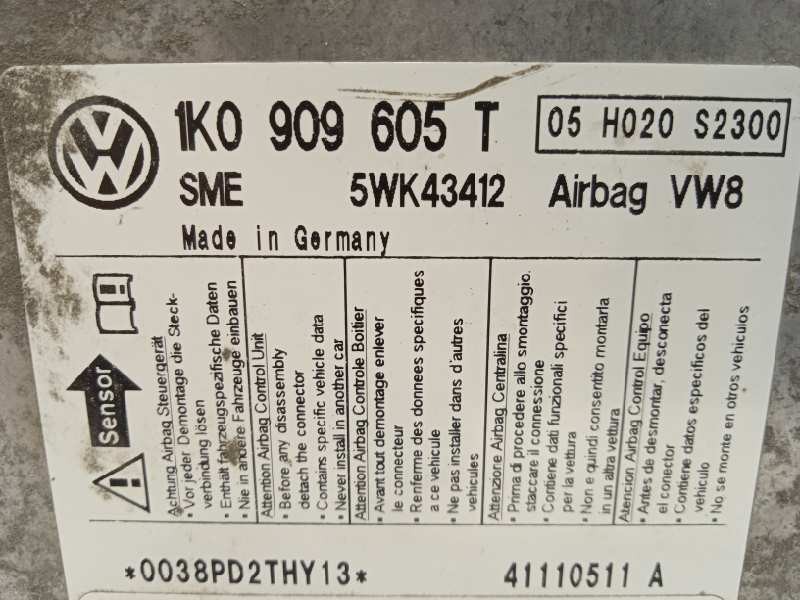 1K0 909 605 T
05 H020 S2300
SME 5WK43412 Airbag VW8
Made in Germany
Sensor
Achtung Airbag Steuergerät
• Vor jeder Demontage die Steck-
verbindung lösen
• Enthält fahrzeugspezifische Daten
• Nie in andere Fahrzeuge einbauen
Attention Airbag Control Unit
• Before any disassembly
detach the connector
• Contains specific vehicle data
• Never install in another car
Attention Airbag Controle Boitier
• Avant tout demontage enlever
le connecteur
• Renferme des donnees specifiques
a ce vehicule
• Ne pas installer dans d'autres
vehicules
Attenzione Airbag Centralina
• Prima di procedere allo smontaggio.
staccare il connessione
• Contiene dati funzionali specifici
per la vettura
• Non e quindi consentito montarla
in un altra vettura
Atencion Airbag Control Equipo
• Antes de desmontar, desconecta
el conector
• Contiene datos especificos del
vehiculo
• No se monte en otros vehiculos
*0038PD2THY13*
41110511 A